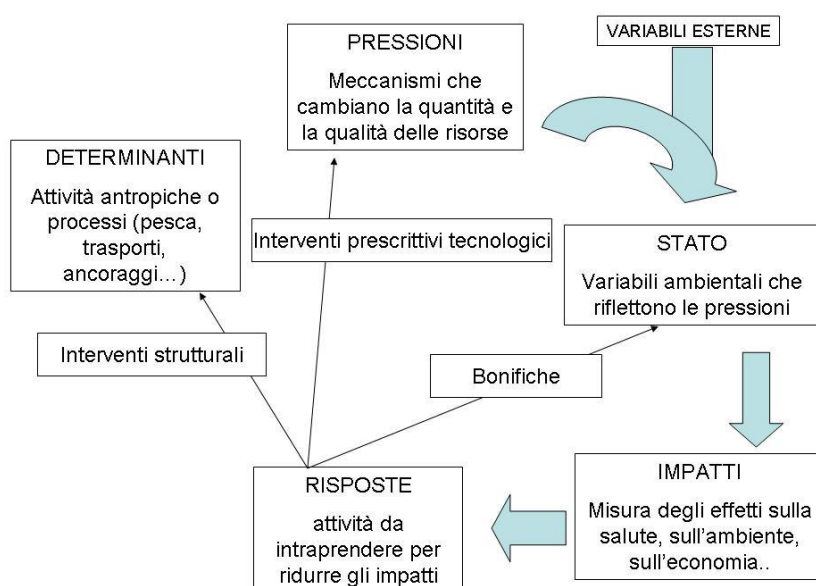 PRESSIONI
Meccanismi che
cambiano la quantità e
la qualità delle risorse
VARIABILI ESTERNE
DETERMINANTI
Attività antropiche o
processi (pesca,
trasporti,
ancoraggi…)
Interventi prescrittivi tecnologici
STATO
Variabili ambientali che
riflettono le pressioni
Interventi strutturali
Bonifiche
RISPOSTE
attività da
intraprendere per
ridurre gli impatti
IMPATTI
Misura degli effetti sulla
salute, sull'ambiente,
sull'economia..